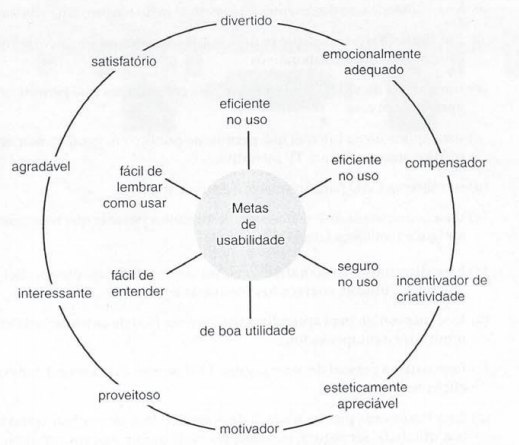 divertido
satisfatório
emocionalmente
adequado
eficiente
no uso
agradável
fácil de
lembrar
como usar
eficiente
no uso
compensador
Metas
de
usabilidade
interessante
fácil de
entender
seguro
no uso
incentivador de
criatividade
de boa utilidade
proveitoso
esteticamente
apreciável
motivador